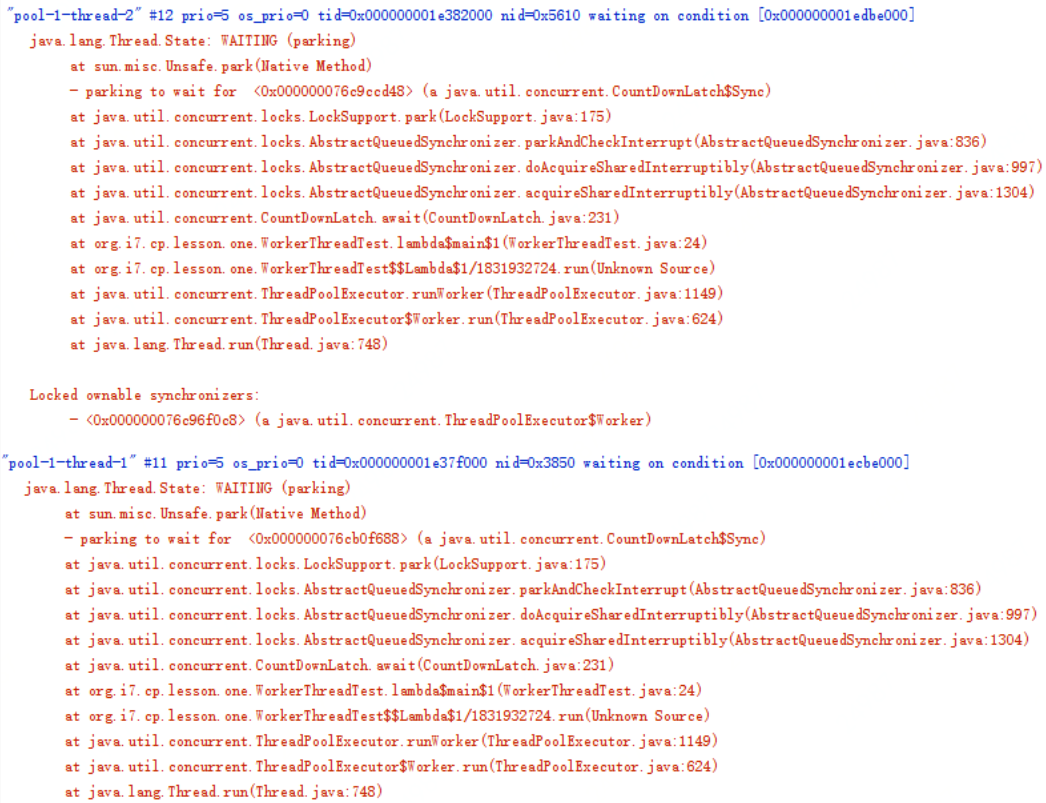 "pool-1-thread-2" #12 prio=5 os_prio=0 tid=0x000000001e382000 nid=0x5610 waiting on condition [0x000000001edbe000]
java.lang.Thread.State: WAITING (parking)
at sun.misc.Unsafe.park(Native Method)
- parking to wait for <0x000000076c9ccd48> (a java.util.concurrent.CountDownLatch$Sync)
at java.util.concurrent.locks.LockSupport.park(LockSupport.java:175)
at java.util.concurrent.locks.AbstractQueuedSynchronizer.parkAndCheckInterrupt(AbstractQueuedSynchronizer.java:836)
at java.util.concurrent.locks.AbstractQueuedSynchronizer.doAcquireSharedInterruptibly(AbstractQueuedSynchronizer.java:997)
at java.util.concurrent.locks.AbstractQueuedSynchronizer.acquireSharedInterruptibly(AbstractQueuedSynchronizer.java:1304)
at java.util.concurrent.CountDownLatch.await(CountDownLatch.java:231)
at org.i7.cp.lesson.one.WorkerThreadTest.lambda$main$1(WorkerThreadTest.java:24)
at org.i7.cp.lesson.one.WorkerThreadTest$$Lambda$1/1831932724.run(Unknown Source)
at java.util.concurrent.ThreadPoolExecutor.runWorker(ThreadPoolExecutor.java:1149)
at java.util.concurrent.ThreadPoolExecutor$Worker.run(ThreadPoolExecutor.java:624)
at java.lang.Thread.run(Thread.java:748)
Locked ownable synchronizers:
- <0x000000076c96f0c8> (a java.util.concurrent.ThreadPoolExecutor$Worker)
"pool-1-thread-1" #11 prio=5 os_prio=0 tid=0x000000001e37f000 nid=0x3850 waiting on condition [0x000000001ecbe000]
java.lang.Thread.State: WAITING (parking)
at sun.misc.Unsafe.park(Native Method)
- parking to wait for <0x000000076cb0f688> (a java.util.concurrent.CountDownLatch$Sync)
at java.util.concurrent.locks.LockSupport.park(LockSupport.java:175)
at java.util.concurrent.locks.AbstractQueuedSynchronizer.parkAndCheckInterrupt(AbstractQueuedSynchronizer.java:836)
at java.util.concurrent.locks.AbstractQueuedSynchronizer.doAcquireSharedInterruptibly(AbstractQueuedSynchronizer.java:997)
at java.util.concurrent.locks.AbstractQueuedSynchronizer.acquireSharedInterruptibly(AbstractQueuedSynchronizer.java:1304)
at java.util.concurrent.CountDownLatch.await(CountDownLatch.java:231)
at org.i7.cp.lesson.one.WorkerThreadTest.lambda$main$1(WorkerThreadTest.java:24)
at org.i7.cp.lesson.one.WorkerThreadTest$$Lambda$1/1831932724.run(Unknown Source)
at java.util.concurrent.ThreadPoolExecutor.runWorker(ThreadPoolExecutor.java:1149)
at java.util.concurrent.ThreadPoolExecutor$Worker.run(ThreadPoolExecutor.java:624)
at java.lang.Thread.run(Thread.java:748)